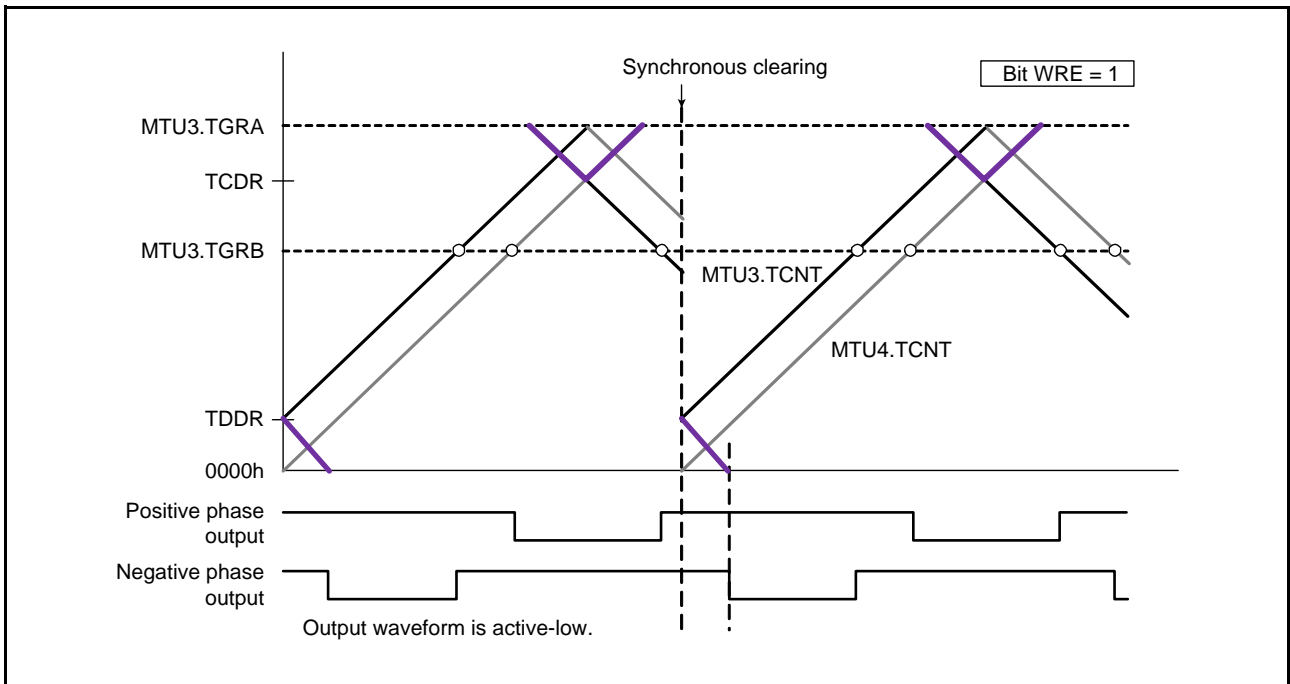 Synchronous clearing
Bit WRE = 1
MTU3.TGRA
TCDR
MTU3.TGRB
MTU3.TCNT
MTU4.TCNT
TDDR
0000h
Positive phase
output
Negative phase
output
Output waveform is active-low.